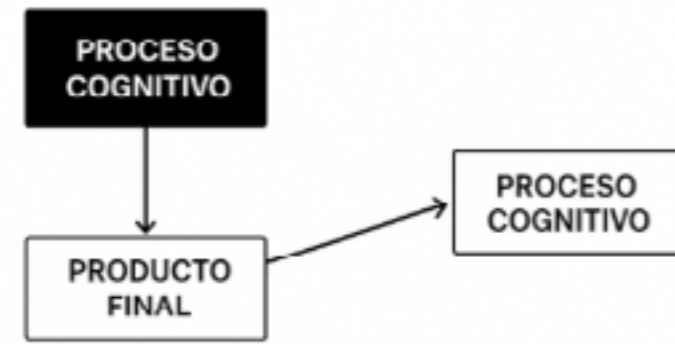 PROCESO
COGNITIVO
PROCESO
COGNITIVO
PRODUCTO
FINAL